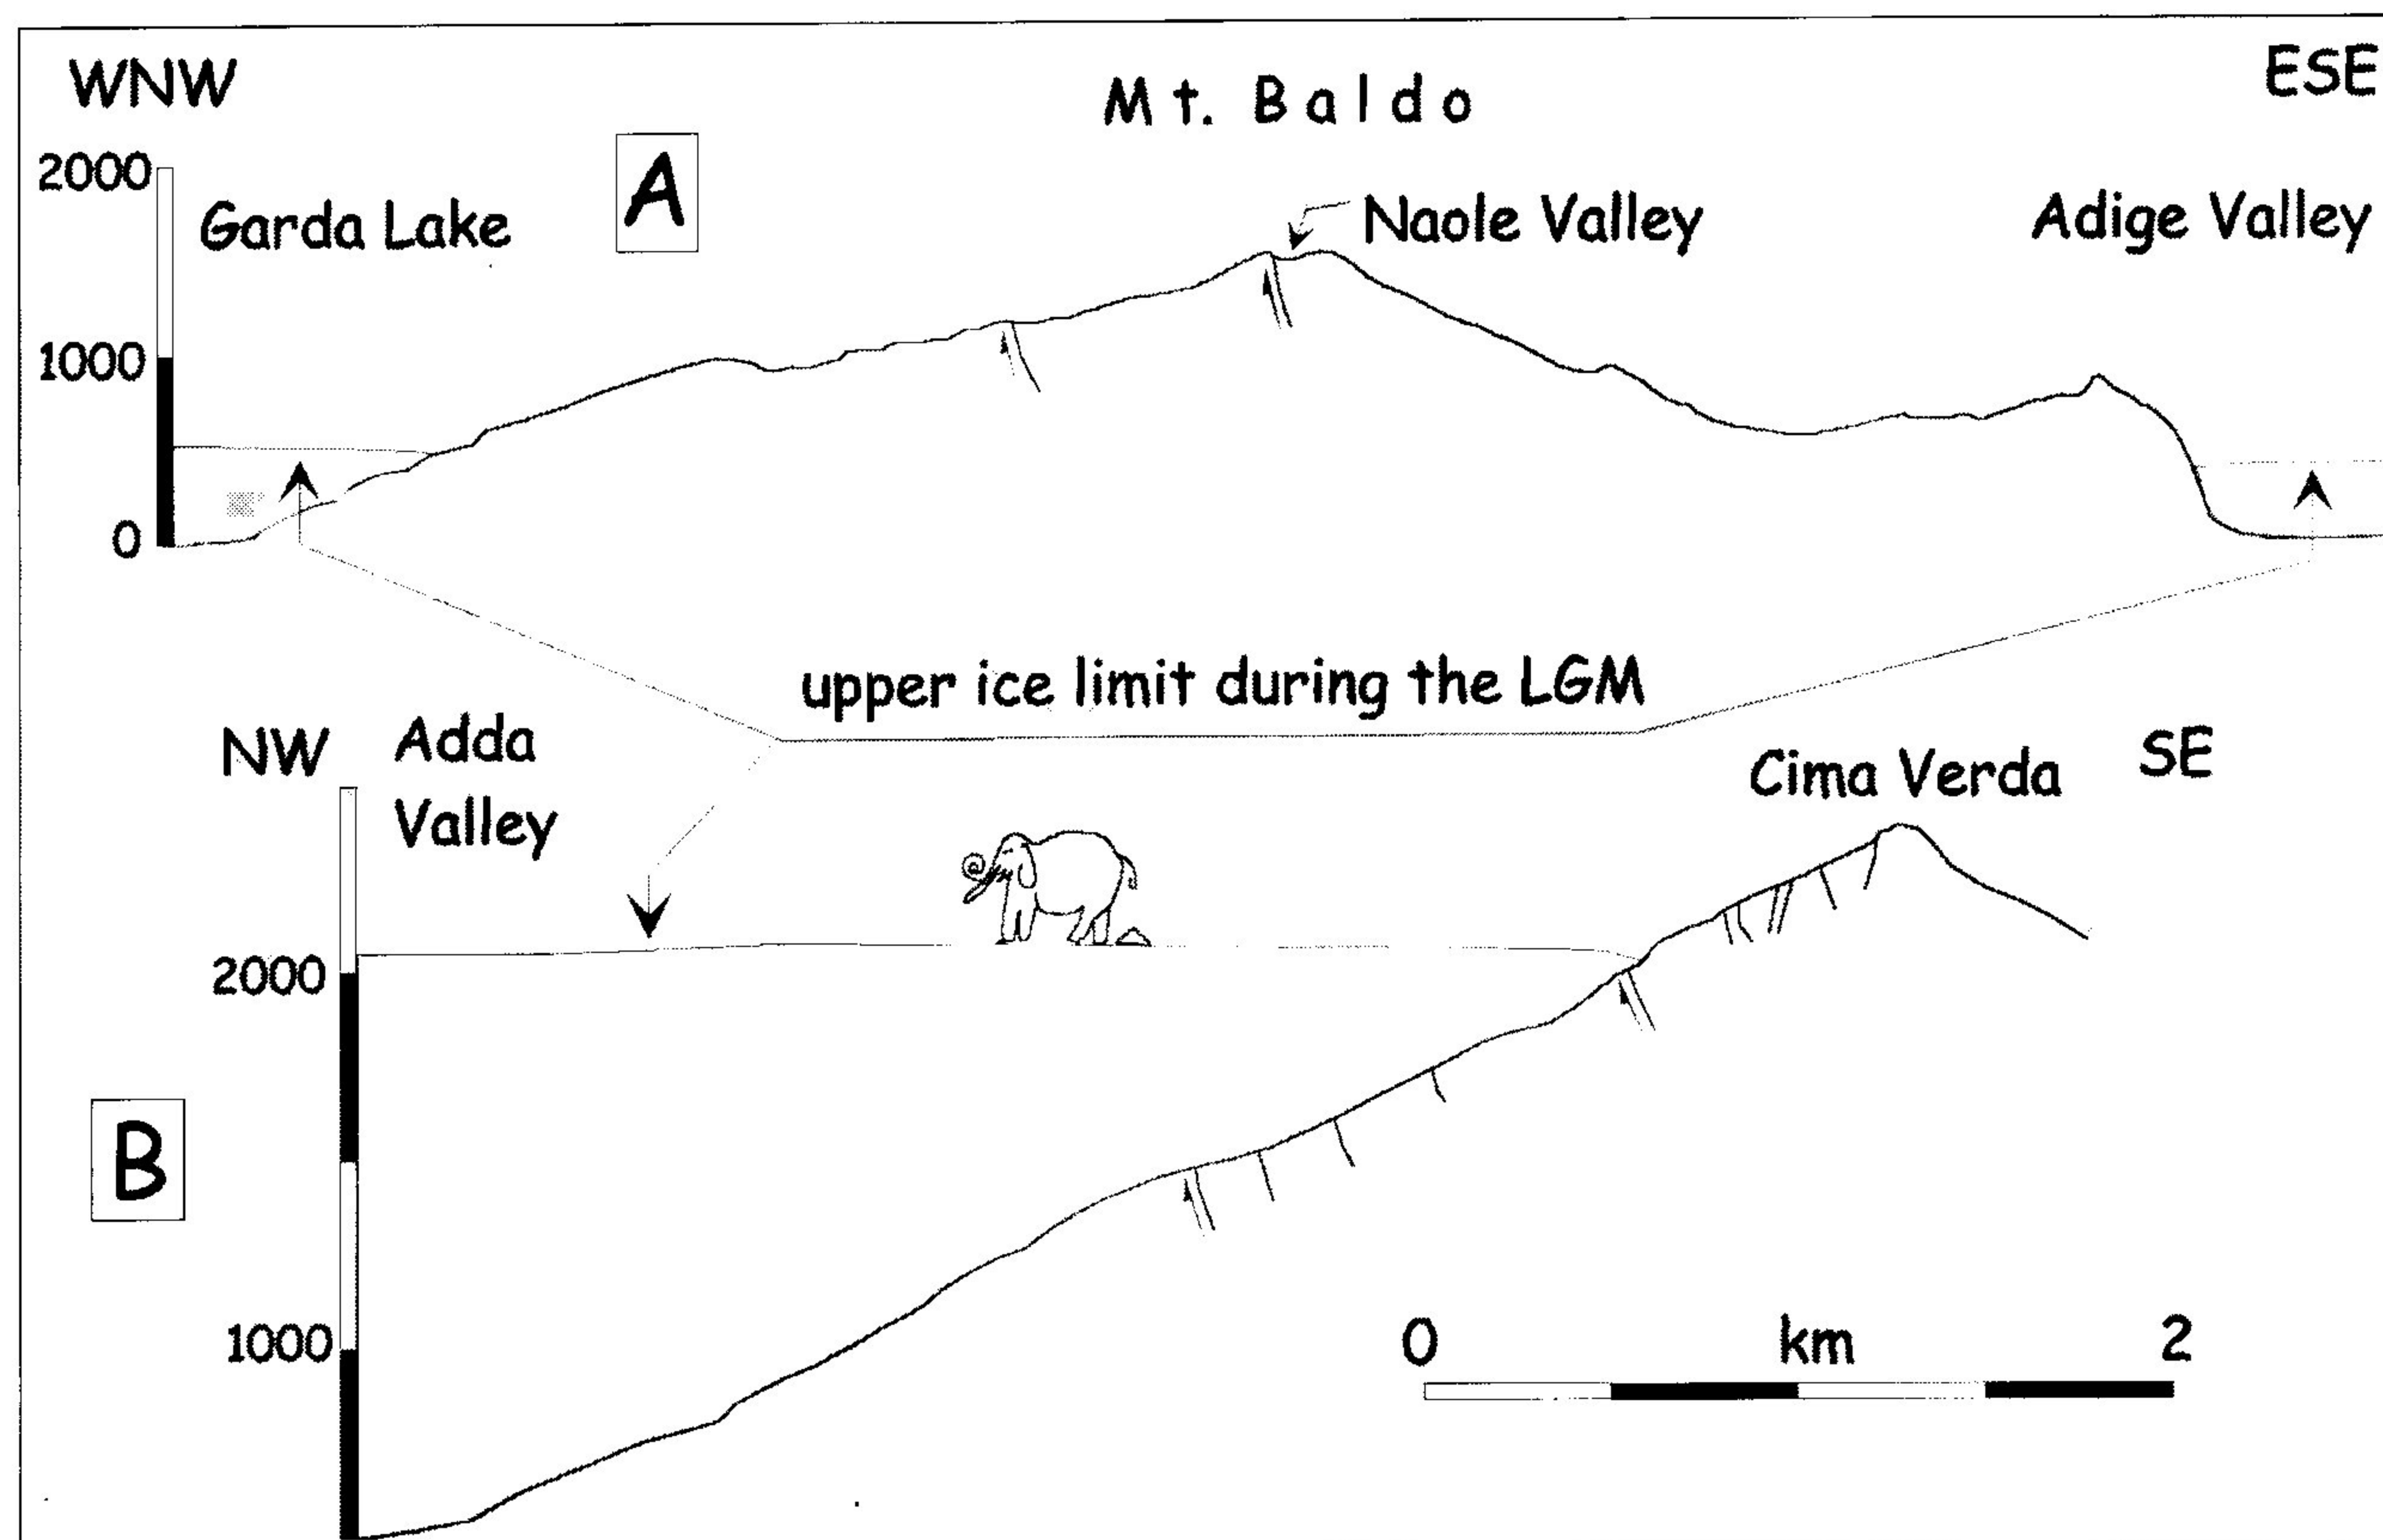 WNW
Mt. Baldo
ESE
2000
A
Garda Lake
Naole Valley
Adige Valley
1000
0
upper ice limit during the LGM
NW
Adda
Valley
Cima Verda
SE
2000
B
1000
0 km 2